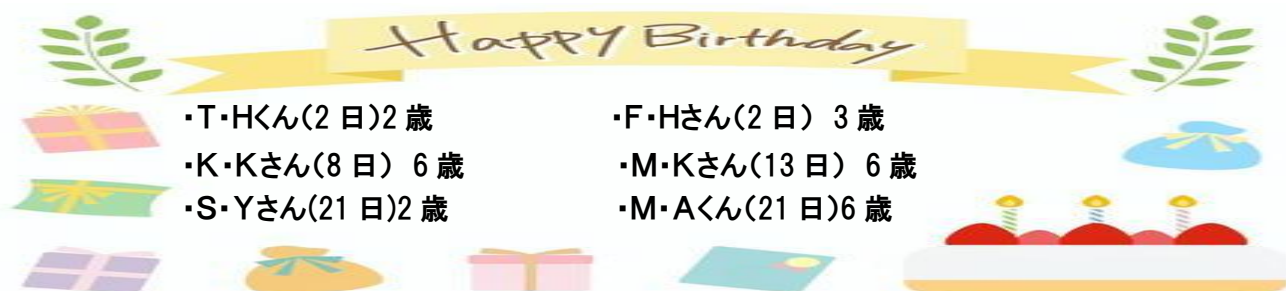 Happy Birthday
・T・Hくん(2日)2歳 ・F・Hさん(2日) 3歳
・K・Kさん(8日) 6歳 ・M・Kさん(13日) 6歳
・S・Yさん(21日)2歳 ・M・Aくん(21日)6歳